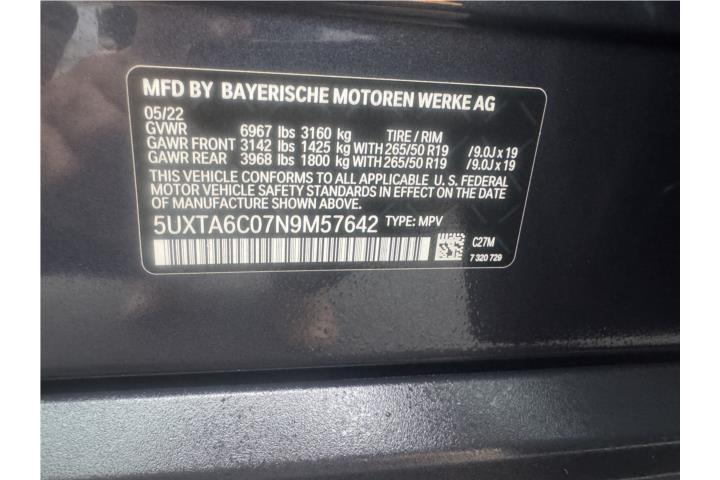 MFD BY BAYERISCHE MOTOREN WERKE AG
05/22
GVWR 6967 lbs 3160 kg TIRE / RIM
GAWR FRONT 3142 lbs 1425 kg WITH 265/50 R19 /9.0J x 19
GAWR REAR 3968 lbs 1800 kg WITH 265/50 R19 /9.0J x 19
THIS VEHICLE CONFORMS TO ALL APPLICABLE U. S. FEDERAL
MOTOR VEHICLE SAFETY STANDARDS IN EFFECT ON THE DATE
OF MANUFACTURE SHOWN ABOVE.
5UXTA6C07N9M57642 TYPE: MPV
C27M
7 320 729